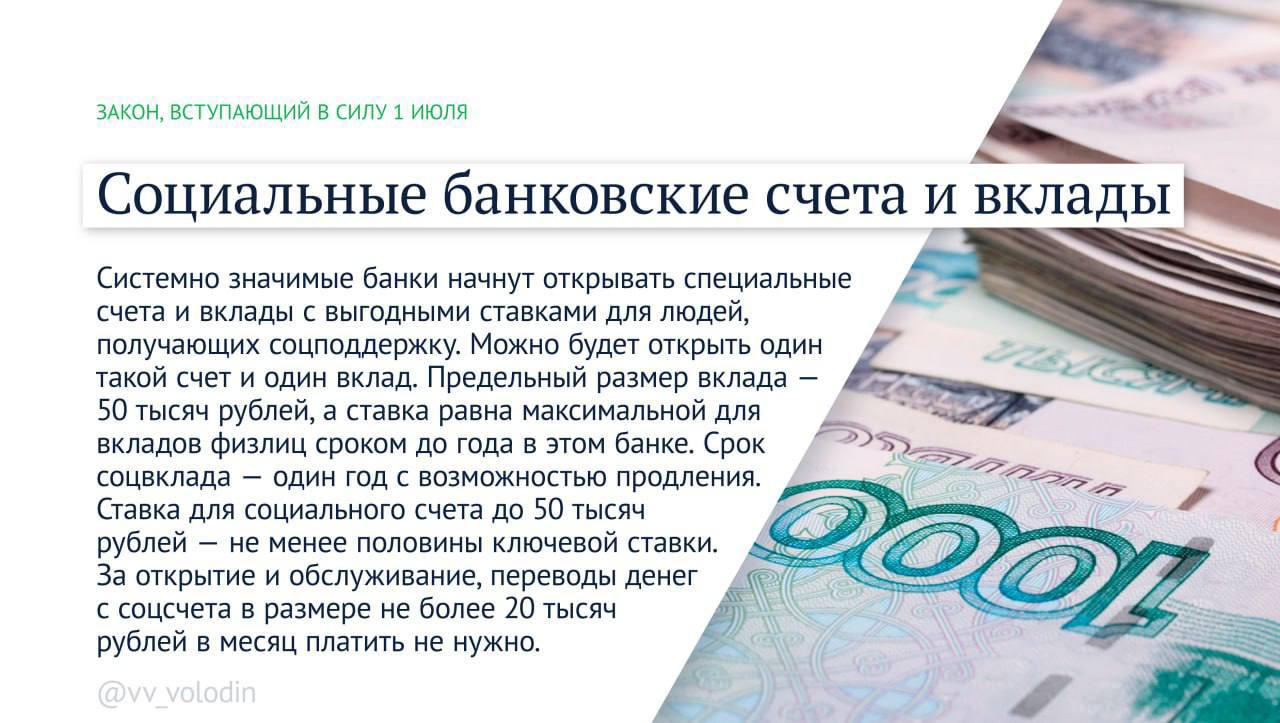 ЗАКОН, ВСТУПАЮЩИЙ В СИЛУ 1 ИЮЛЯ
Социальные банковские счета и вклады
Системно значимые банки начнут открывать специальные
счета и вклады с выгодными ставками для людей,
получающих соцподдержку. Можно будет открыть один
такой счет и один вклад. Предельный размер вклада —
50 тысяч рублей, а ставка равна максимальной для
вкладов физлиц сроком до года в этом банке. Срок
соцвклада — один год с возможностью продления.
Ставка для социального счета до 50 тысяч
рублей — не менее половины ключевой ставки.
За открытие и обслуживание, переводы денег
с соцсчета в размере не более 20 тысяч
рублей в месяц платить не нужно.
@vv_volodin